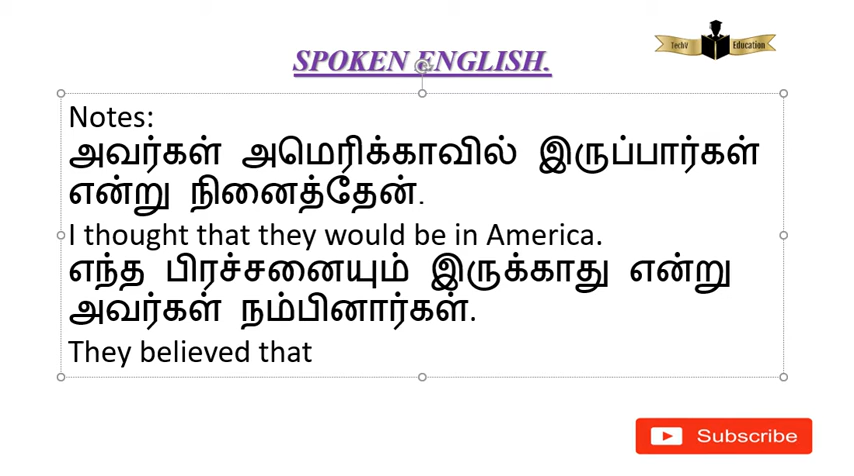 SPOKEN ENGLISH.
TechV Education
Notes:
அவர்கள் அமெரிக்காவில் இருப்பார்கள்
என்று நினைத்தேன்.
I thought that they would be in America.
எந்த பிரச்சனையும் இருக்காது என்று
அவர்கள் நம்பினார்கள்.
They believed that
Subscribe